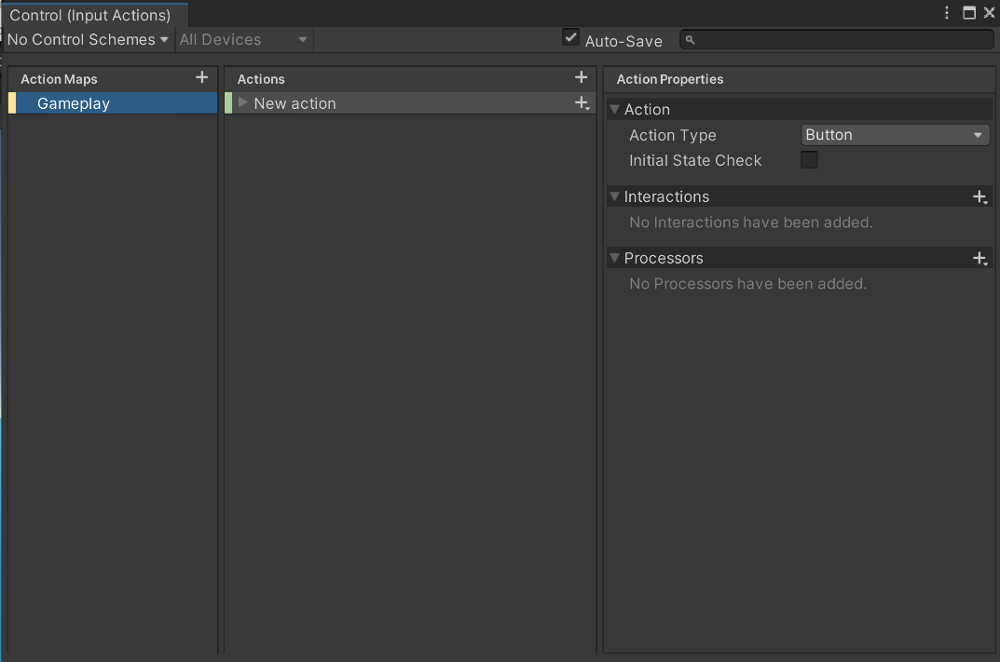 Control (Input Actions)
No Control Schemes
All Devices
Auto-Save
Action Maps
Gameplay
Actions
New action
Action Properties
Action
Action Type
Button
Initial State Check
Interactions
No Interactions have been added.
Processors
No Processors have been added.